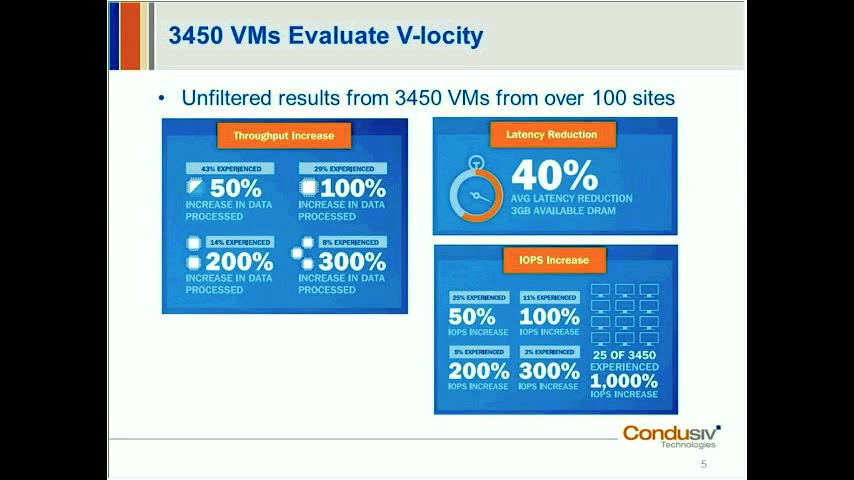 3450 VMs Evaluate V-locity
• Unfiltered results from 3450 VMs from over 100 sites
Throughput Increase
43% EXPERIENCED
50%
INCREASE IN DATA
PROCESSED
29% EXPERIENCED
100%
INCREASE IN DATA
PROCESSED
14% EXPERIENCED
200%
INCREASE IN DATA
PROCESSED
8% EXPERIENCED
300%
INCREASE IN DATA
PROCESSED
Latency Reduction
40%
AVG LATENCY REDUCTION
3GB AVAILABLE DRAM
IOPS Increase
25% EXPERIENCED
50%
IOPS INCREASE
11% EXPERIENCED
100%
IOPS INCREASE
5% EXPERIENCED
200%
IOPS INCREASE
2% EXPERIENCED
300%
IOPS INCREASE
25 OF 3450
EXPERIENCED
1,000%
IOPS INCREASE
Condusiv
Technologies
5